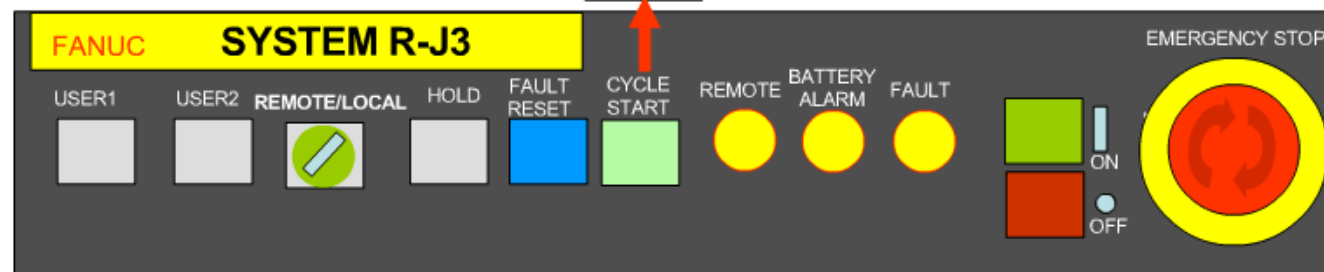 FANUC SYSTEM R-J3
USER1 USER2 REMOTE/LOCAL HOLD FAULT RESET CYCLE START REMOTE BATTERY ALARM FAULT
EMERGENCY STOP
ON
OFF